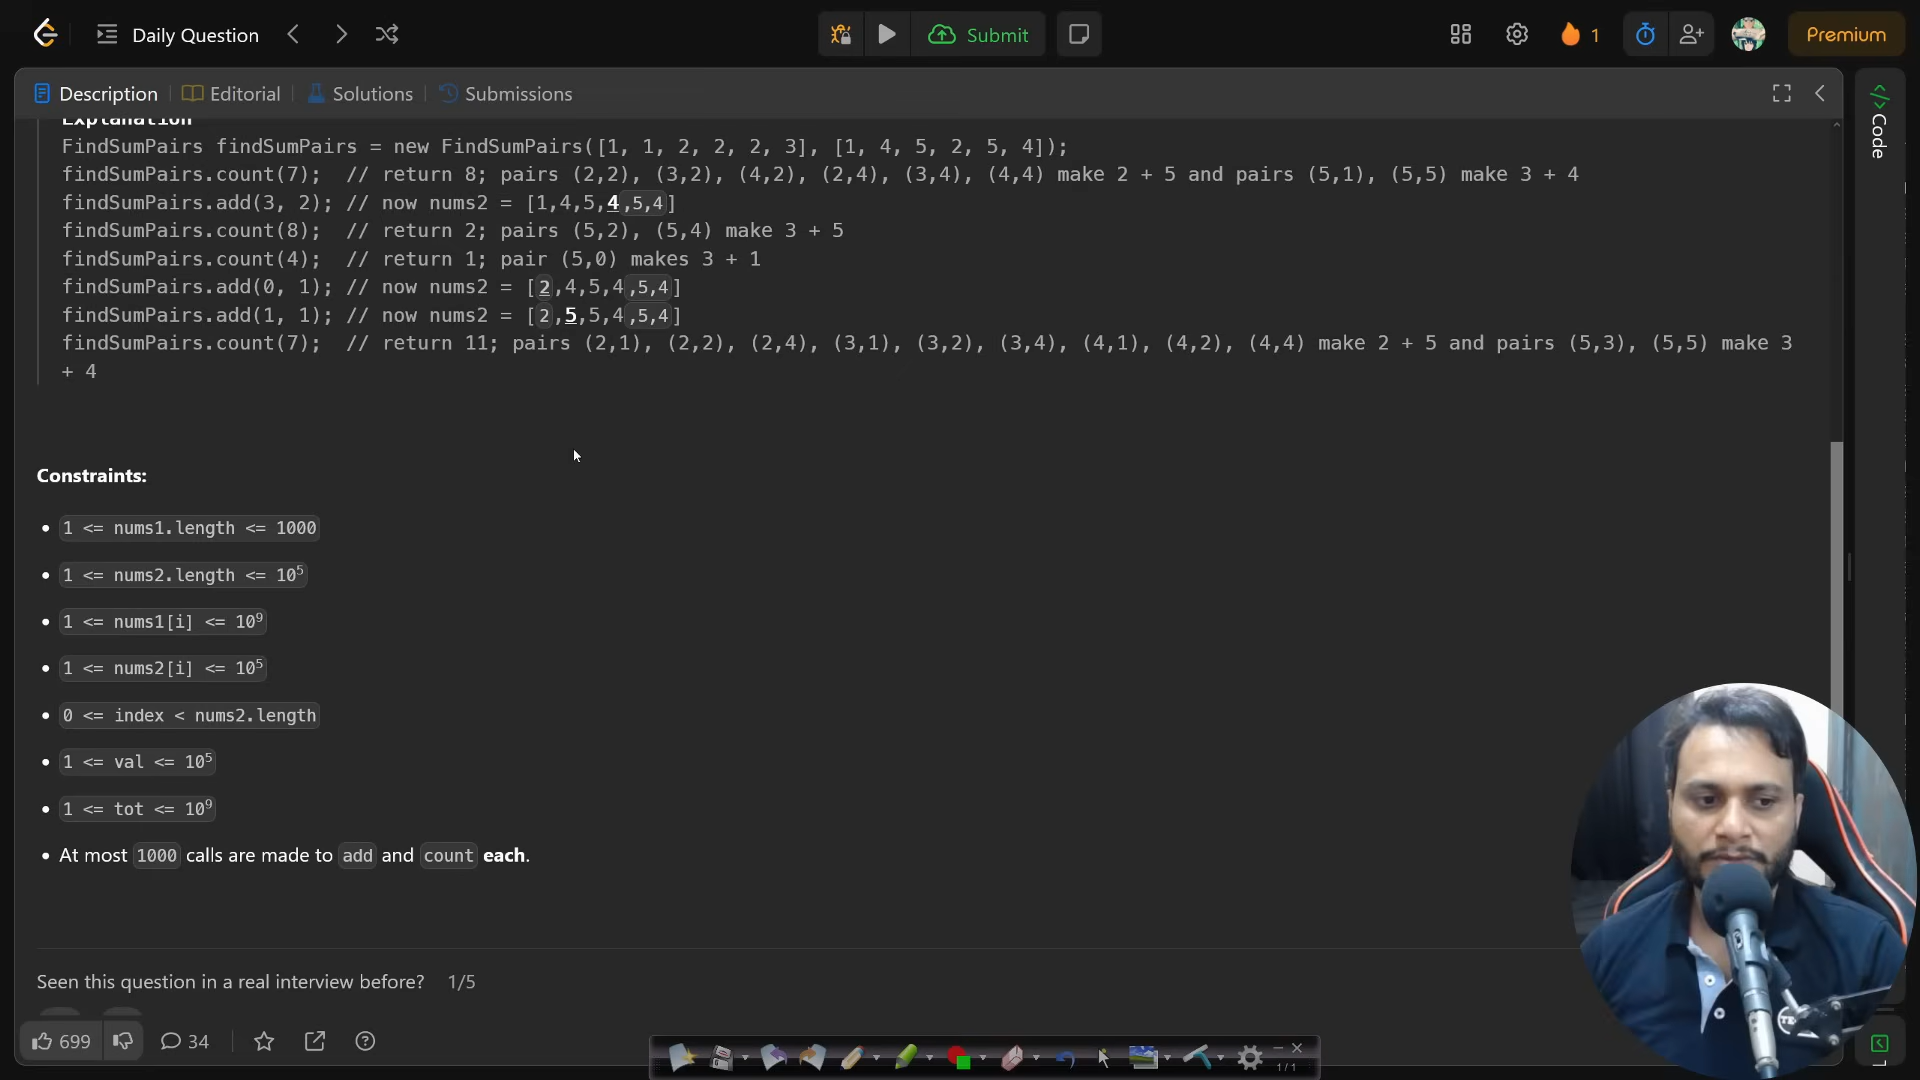 Daily Question
Submit
1
Premium
Description
Editorial
Solutions
Submissions
Code
Explanation
FindSumPairs findSumPairs = new FindSumPairs([1, 1, 2, 2, 2, 3], [1, 4, 5, 2, 5, 4]);
findSumPairs.count(7);  // return 8; pairs (2,2), (3,2), (4,2), (2,4), (3,4), (4,4) make 2 + 5 and pairs (5,1), (5,5) make 3 + 4
findSumPairs.add(3, 2); // now nums2 = [1,4,5,4,5,4]
findSumPairs.count(8);  // return 2; pairs (5,2), (5,4) make 3 + 5
findSumPairs.count(4);  // return 1; pair (5,0) makes 3 + 1
findSumPairs.add(0, 1); // now nums2 = [2,4,5,4,5,4]
findSumPairs.add(1, 1); // now nums2 = [2,5,5,4,5,4]
findSumPairs.count(7);  // return 11; pairs (2,1), (2,2), (2,4), (3,1), (3,2), (3,4), (4,1), (4,2), (4,4) make 2 + 5 and pairs (5,3), (5,5) make 3
+ 4
Constraints:
• 1 <= nums1.length <= 1000
• 1 <= nums2.length <= 10⁵
• 1 <= nums1[i] <= 10⁹
• 1 <= nums2[i] <= 10⁵
• 0 <= index < nums2.length
• 1 <= val <= 10⁵
• 1 <= tot <= 10⁹
• At most 1000 calls are made to add and count each.
Seen this question in a real interview before? 1/5
699
34
1/1